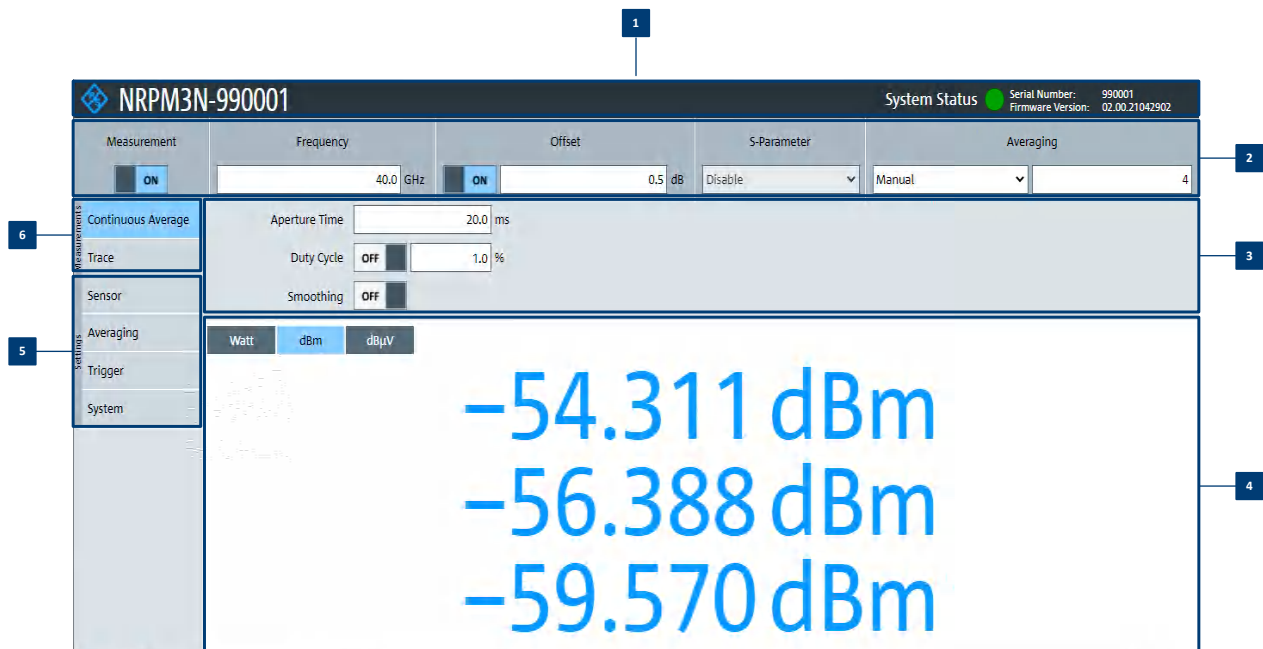 1
NRPM3N-990001
System Status
Serial Number: 990001
Firmware Version: 02.00.21042902
Measurement
Frequency
Offset
S-Parameter
Averaging
ON
40.0 GHz
ON
0.5 dB
Disable
Manual
4
2
Measurements
Continuous Average
Trace
6
Aperture Time
20.0 ms
Duty Cycle
OFF
1.0 %
Smoothing
OFF
3
Settings
Sensor
Averaging
Trigger
System
5
Watt
dBm
dBµV
−54.311 dBm
−56.388 dBm
−59.570 dBm
4